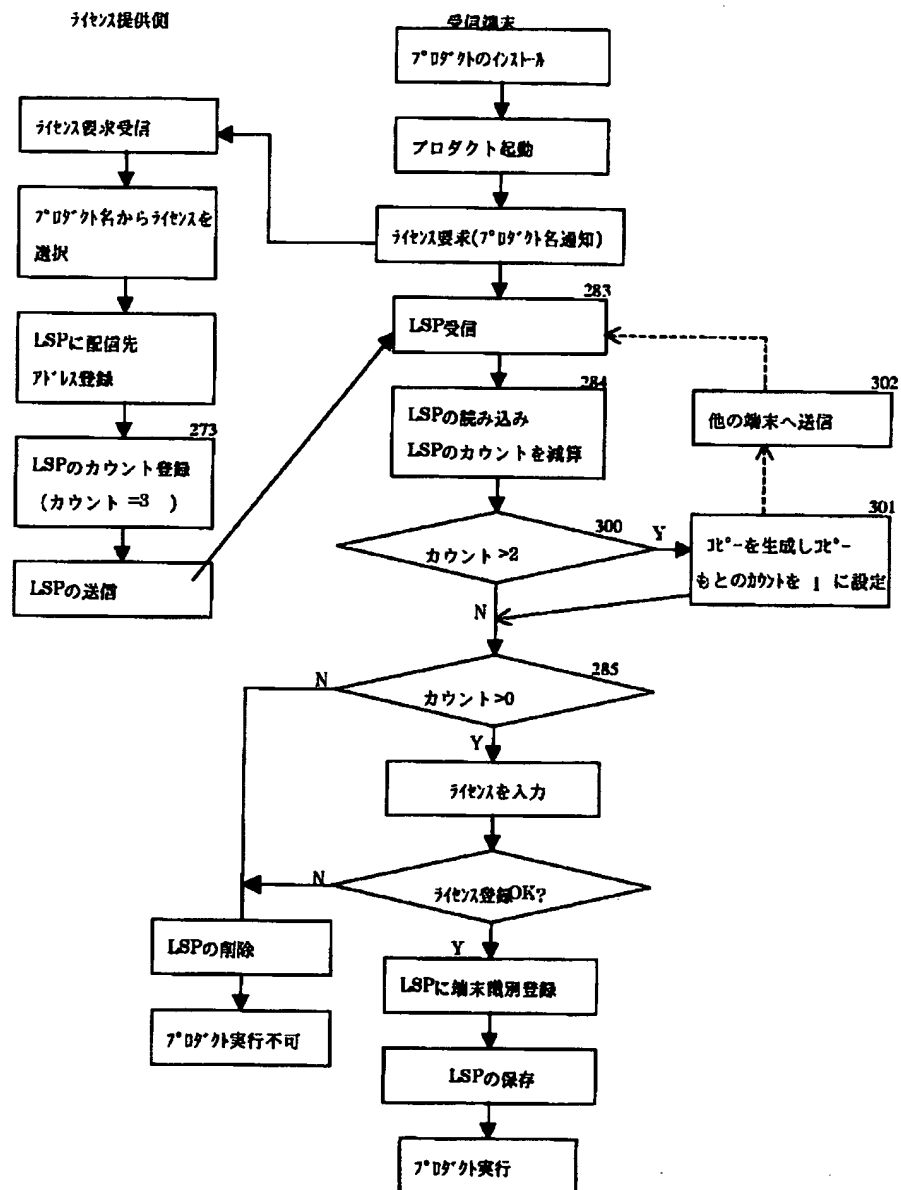 ライセンス提供側
受信端末
プロダクトのインストール
ライセンス要求受信
プロダクト起動
プロダクト名からライセンスを
選択
ライセンス要求(プロダクト名通知)
283
LSP受信
LSPに配信先
アドレス登録
284
LSPの読み込み
LSPのカウントを減算
302
他の端末へ送信
273
LSPのカウント登録
(カウント=3 )
300
カウント>2
Y
301
コピーを生成しコピー
もとのカウントを 1 に設定
LSPの送信
N
285
カウント>0
N
Y
ライセンスを入力
ライセンス登録OK?
N
Y
LSPの削除
LSPに端末識別登録
プロダクト実行不可
LSPの保存
プロダクト実行